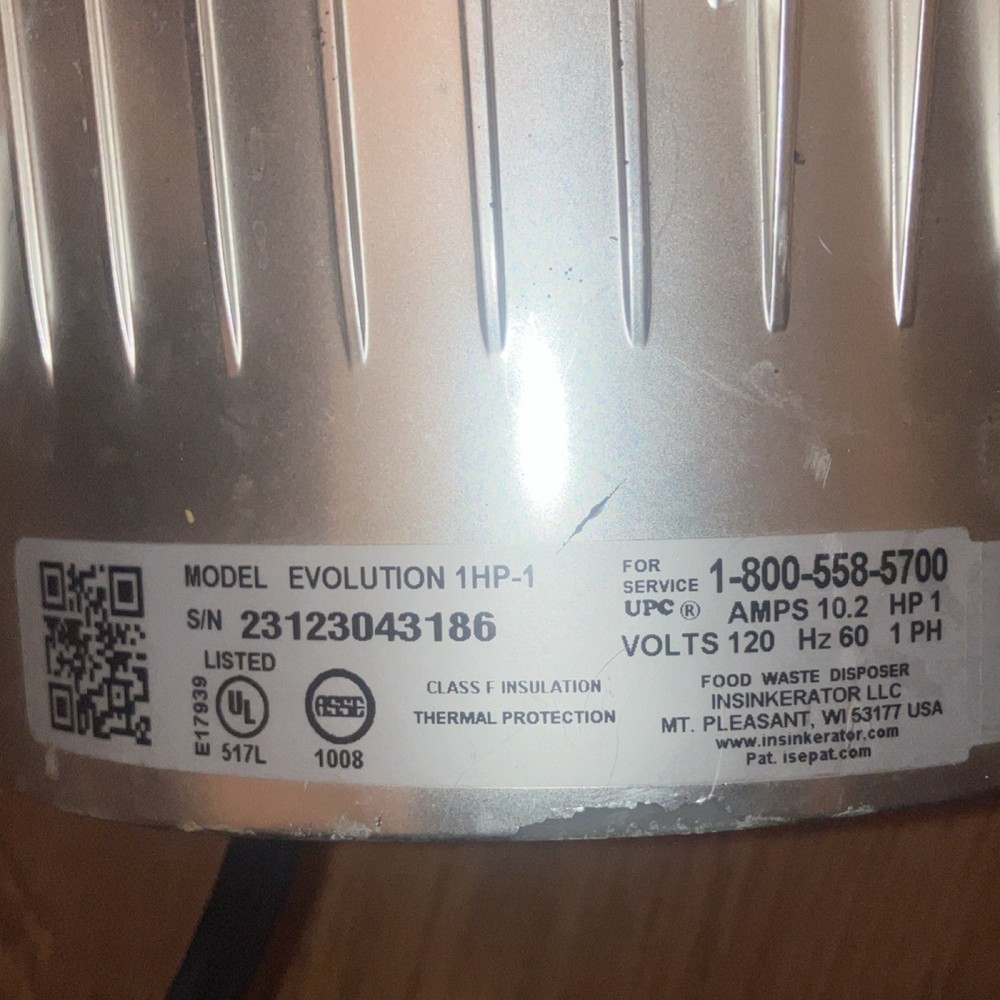 MODEL EVOLUTION 1HP-1
S/N 23123043186
LISTED
E17939
UL
517L
ASSE
1008
CLASS F INSULATION
THERMAL PROTECTION
FOR
SERVICE 1-800-558-5700
UPC ® AMPS 10.2 HP 1
VOLTS 120 Hz 60 1 PH
FOOD WASTE DISPOSER
INSINKERATOR LLC
MT. PLEASANT, WI 53177 USA
www.insinkerator.com
Pat. isepat.com